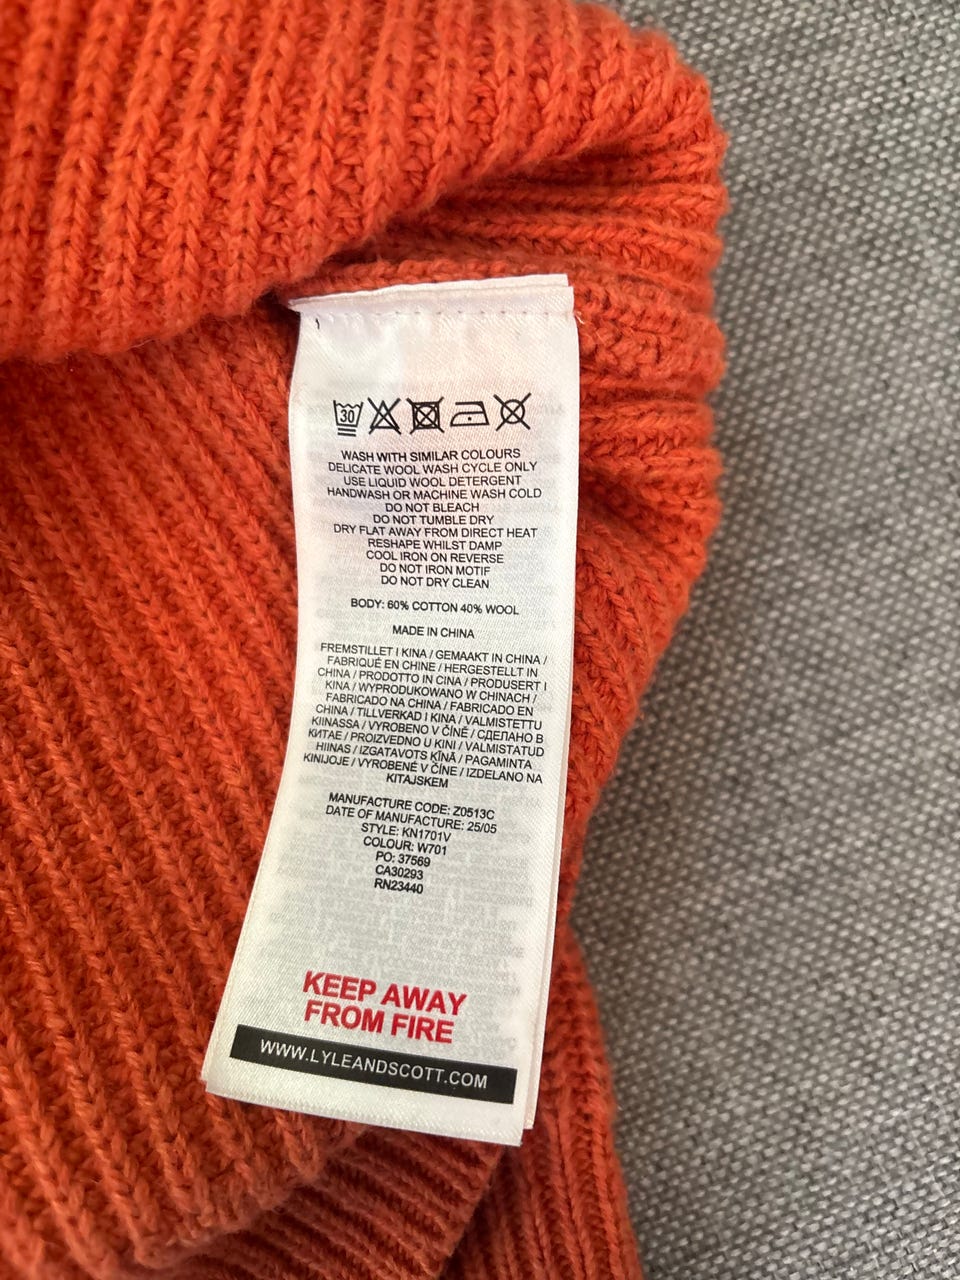 30
WASH WITH SIMILAR COLOURS
DELICATE WOOL WASH CYCLE ONLY
USE LIQUID WOOL DETERGENT
HANDWASH OR MACHINE WASH COLD
DO NOT BLEACH
DO NOT TUMBLE DRY
DRY FLAT AWAY FROM DIRECT HEAT
RESHAPE WHILST DAMP
COOL IRON ON REVERSE
DO NOT IRON MOTIF
DO NOT DRY CLEAN
BODY: 60% COTTON 40% WOOL
MADE IN CHINA
FREMSTILLET I KINA / GEMAAKT IN CHINA /
FABRIQUÉ EN CHINE / HERGESTELLT IN
CHINA / PRODOTTO IN CINA / PRODUSERT I
KINA / WYPRODUKOWANO W CHINACH /
FABRICADO NA CHINA / FABRICADO EN
CHINA / TILLVERKAD I KINA / VALMISTETTU
KIINASSA / VYROBENO V ČÍNĚ / СДЕЛАНО В
КИТАЕ / PROIZVEDNO U KINI / VALMISTATUD
HIINAS / IZGATAVOTS ĶĪNĀ / PAGAMINTA
KINIJOJE / VYROBENÉ V ČÍNE / IZDELANO NA
KITAJSKEM
MANUFACTURE CODE: Z0513C
DATE OF MANUFACTURE: 25/05
STYLE: KN1701V
COLOUR: W701
PO: 37569
CA30293
RN23440
KEEP AWAY
FROM FIRE
WWW.LYLEANDSCOTT.COM